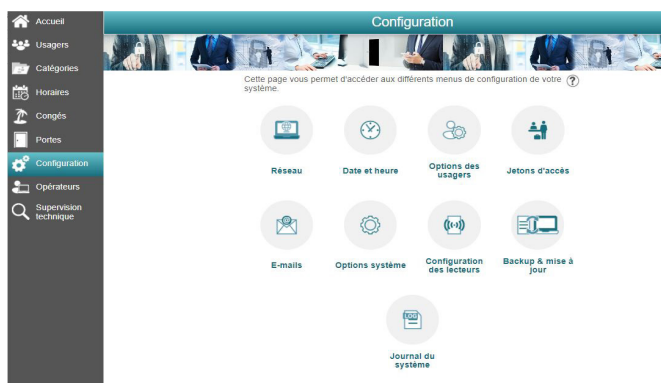 Accueil
Configuration
Usagers
Catégories
Cette page vous permet d'accéder aux différents menus de configuration de votre ?
système.
Horaires
Congés
Portes
Configuration
Opérateurs
Supervision
technique
Réseau
Date et heure
Options des
usagers
Jetons d'accès
E-mails
Options système
Configuration
des lecteurs
Backup & mise à
jour
LOG
Journal du
système